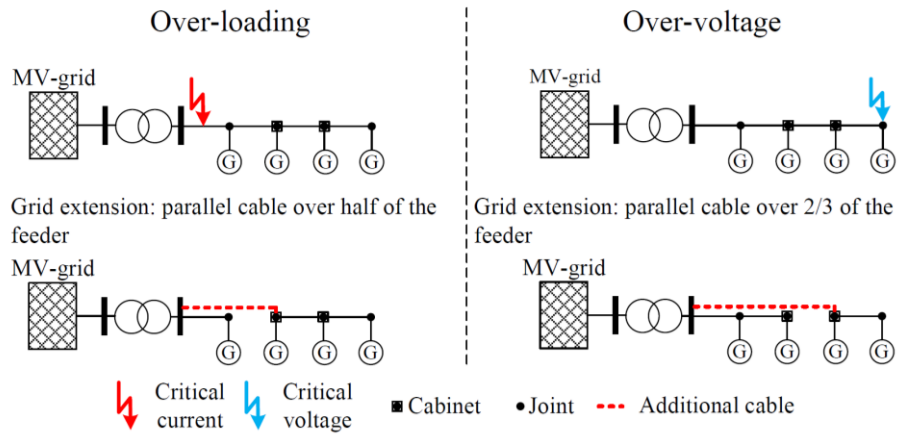 Over-loading
Over-voltage
MV-grid
MV-grid
G G G G
G G G G
Grid extension: parallel cable over half of the
feeder
Grid extension: parallel cable over 2/3 of the
feeder
MV-grid
MV-grid
G G G G
G G G G
Critical
current
Critical
voltage
Cabinet
Joint
Additional cable